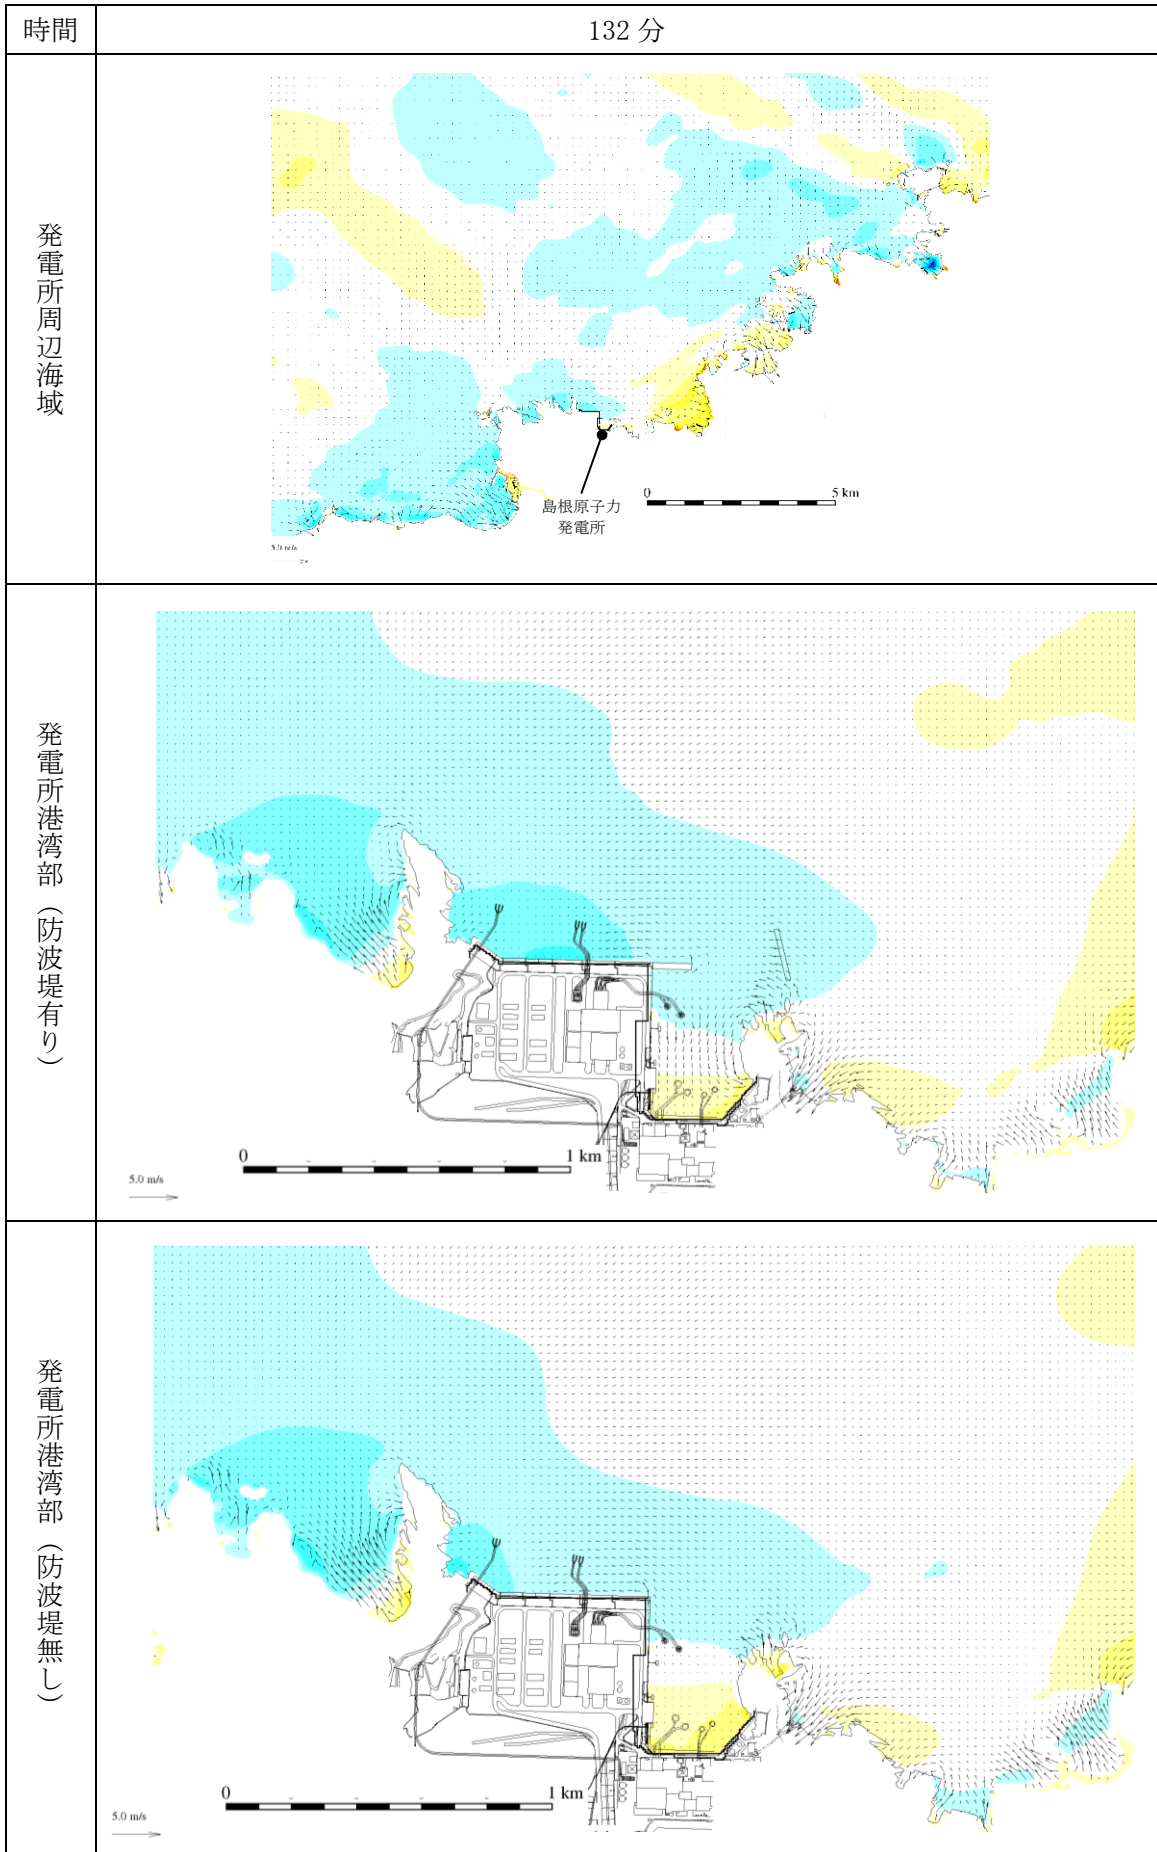 時間
132 分
発電所周辺海域
島根原子力
発電所
0 5 km
5.0 m/s
発電所港湾部（防波堤有り）
0 1 km
5.0 m/s
発電所港湾部（防波堤無し）
0 1 km
5.0 m/s